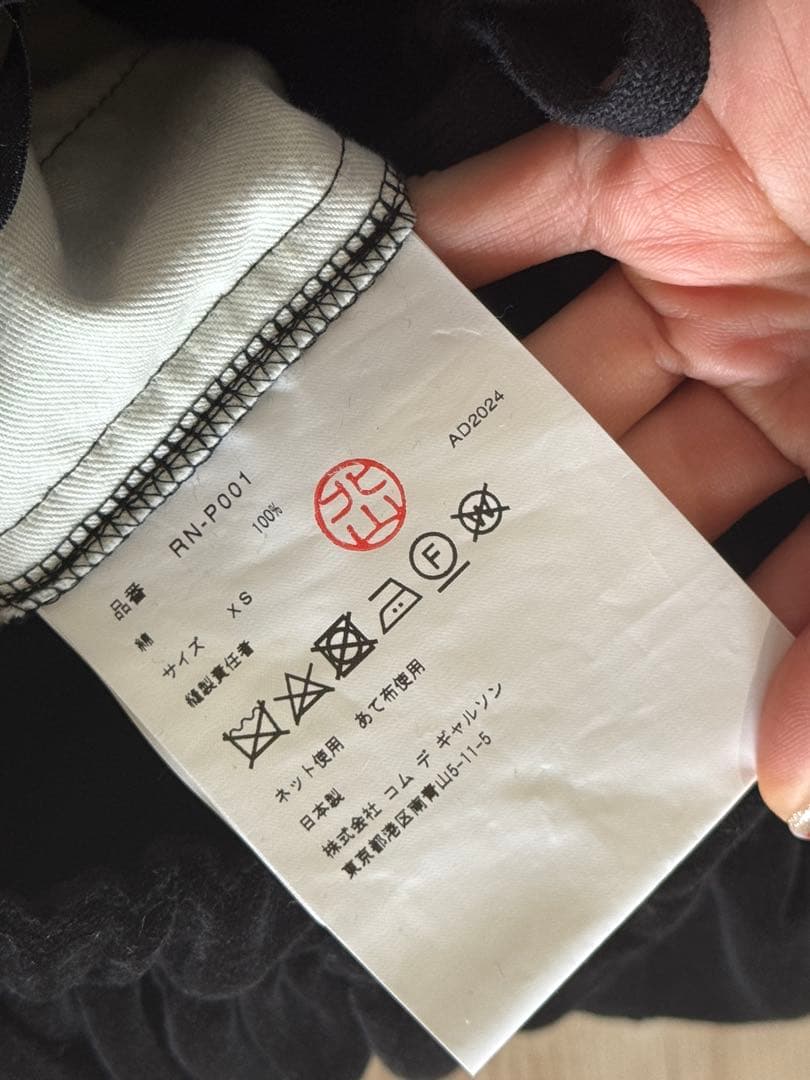 AD2024
品番 RN-P001
綿 100%
サイズ XS
縫製責任者 北山
F
W
ネット使用 あて布使用
日本製
株式会社 コム デ ギャルソン
東京都港区南青山5-11-5